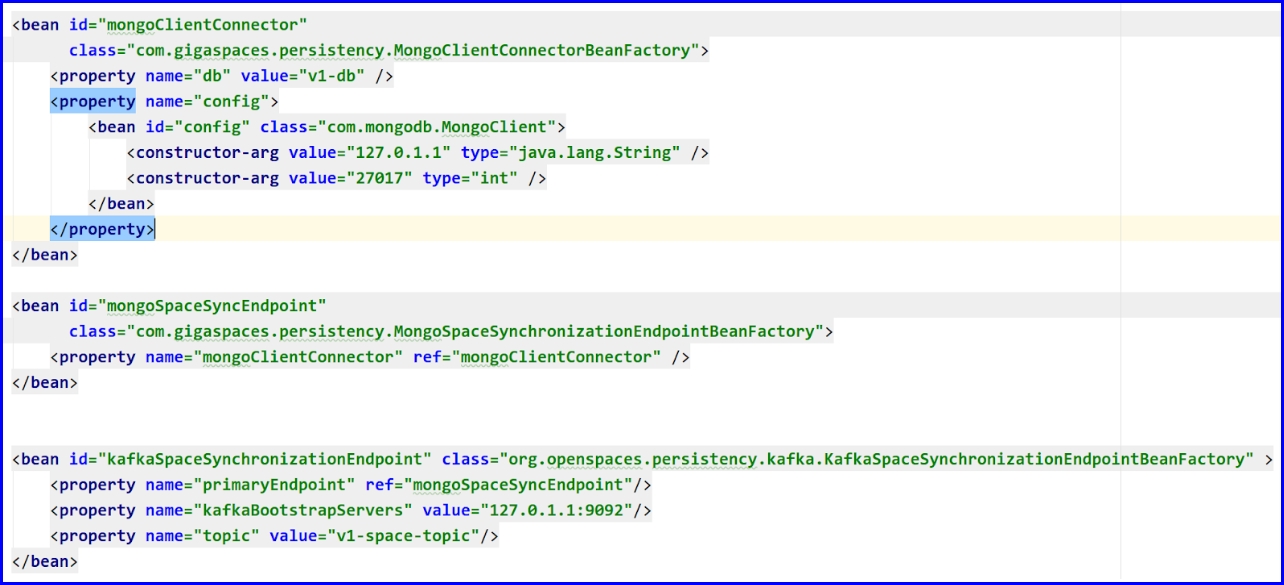 <bean id="mongoClientConnector"
      class="com.gigaspaces.persistency.MongoClientConnectorBeanFactory">
    <property name="db" value="v1-db" />
    <property name="config">
        <bean id="config" class="com.mongodb.MongoClient">
            <constructor-arg value="127.0.1.1" type="java.lang.String" />
            <constructor-arg value="27017" type="int" />
        </bean>
    </property>
</bean>
<bean id="mongoSpaceSyncEndpoint"
      class="com.gigaspaces.persistency.MongoSpaceSynchronizationEndpointBeanFactory">
    <property name="mongoClientConnector" ref="mongoClientConnector" />
</bean>
<bean id="kafkaSpaceSynchronizationEndpoint" class="org.openspaces.persistency.kafka.KafkaSpaceSynchronizationEndpointBeanFactory" >
    <property name="primaryEndpoint" ref="mongoSpaceSyncEndpoint"/>
    <property name="kafkaBootstrapServers" value="127.0.1.1:9092"/>
    <property name="topic" value="v1-space-topic"/>
</bean>